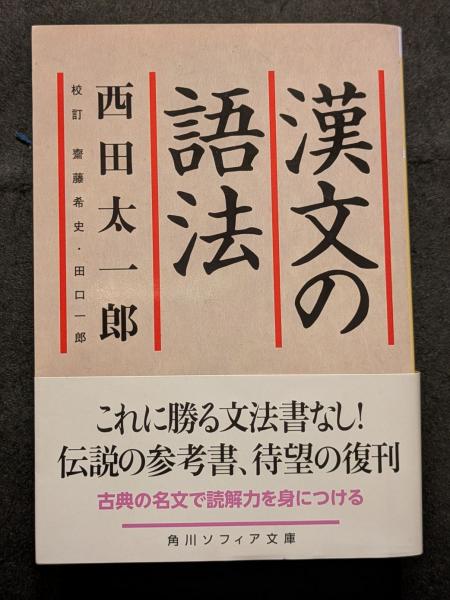 漢文の
語法
西田太一郎
校訂 齋藤希史・田口一郎
これに勝る文法書なし!
伝説の参考書、待望の復刊
古典の名文で読解力を身につける
角川ソフィア文庫